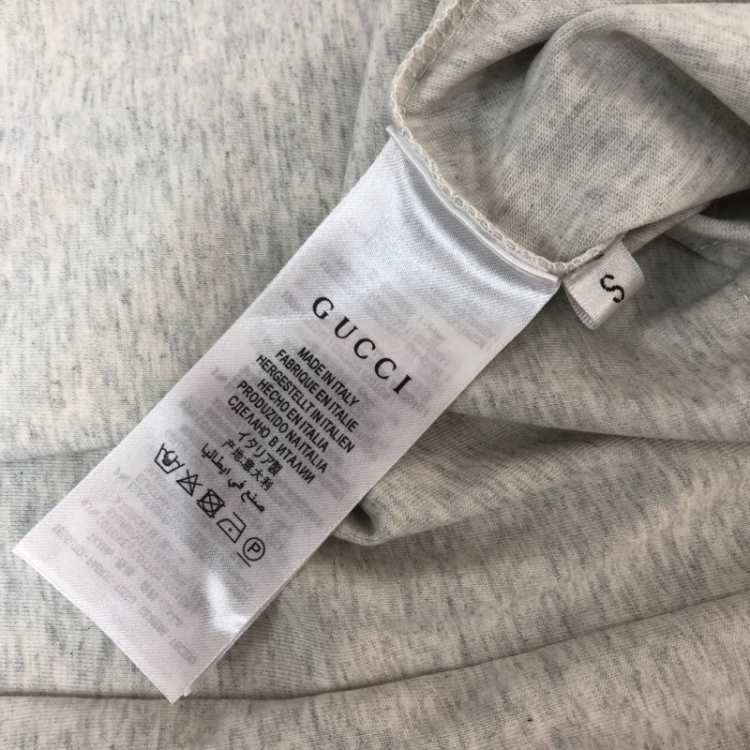 GUCCI
MADE IN ITALY
FABRIQUE EN ITALIE
HERGESTELLT IN ITALIEN
HECHO EN ITALIA
PRODUZIDO NA ITALIA
СДЕЛАНО В ИТАЛИИ
イタリア製
产地:意大利
صنع في ايطاليا
P
S